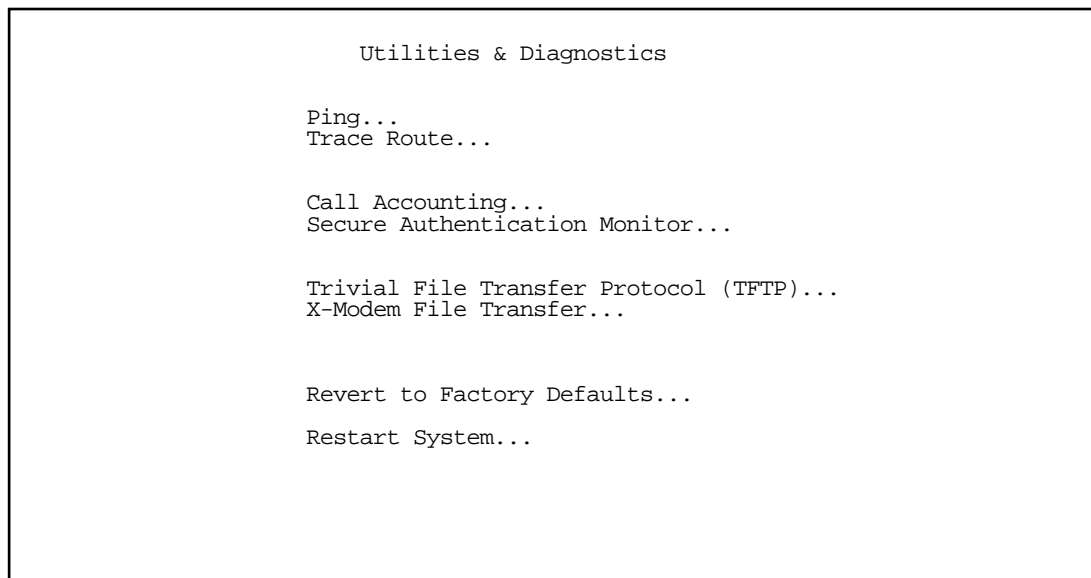 Utilities & Diagnostics
Ping...
Trace Route...
Call Accounting...
Secure Authentication Monitor...
Trivial File Transfer Protocol (TFTP)...
X-Modem File Transfer...
Revert to Factory Defaults...
Restart System...